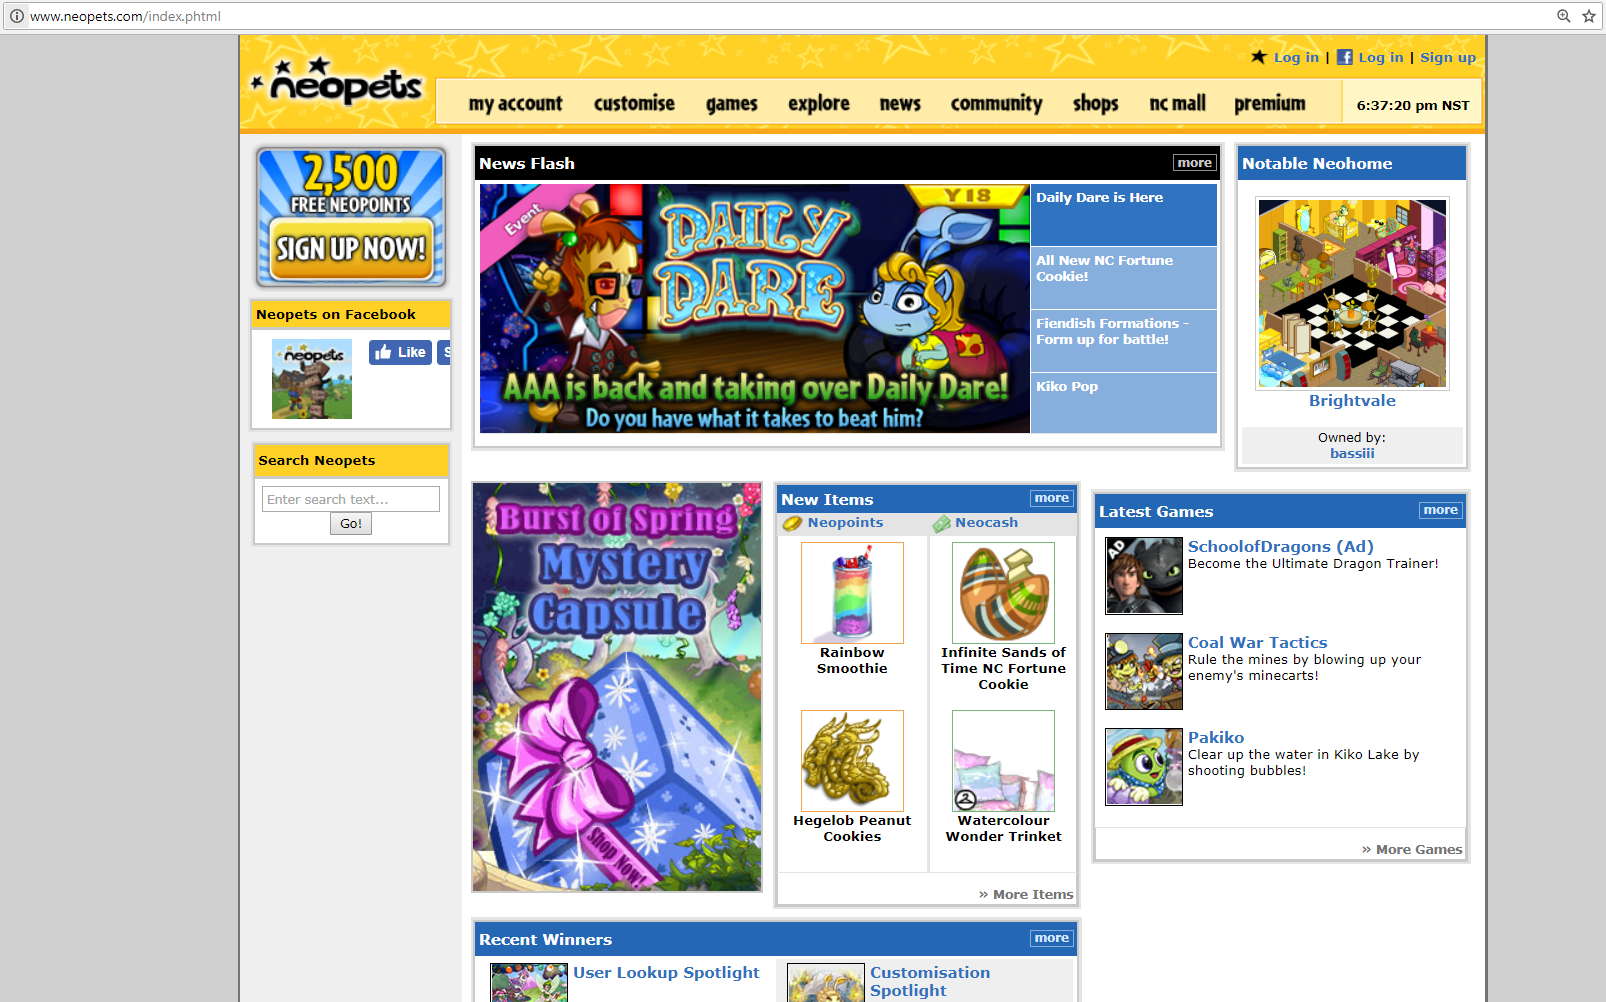 www.neopets.com/index.phtml
neopets
Log in | Log in | Sign up
my account customise games explore news community shops nc mall premium
6:37:20 pm NST
2,500
FREE NEOPOINTS
SIGN UP NOW!
Neopets on Facebook
neopets
Like S
Search Neopets
Enter search text...
Go!
News Flash more
Event
Y18
DAILY
DARE
AAA is back and taking over Daily Dare!
Do you have what it takes to beat him?
Daily Dare is Here
All New NC Fortune
Cookie!
Fiendish Formations -
Form up for battle!
Kiko Pop
Notable Neohome
Brightvale
Owned by:
bassiii
Burst of Spring
Mystery
Capsule
Shop Now!
New Items more
Neopoints Neocash
Rainbow
Smoothie
Infinite Sands of
Time NC Fortune
Cookie
Hegelob Peanut
Cookies
Watercolour
Wonder Trinket
» More Items
Latest Games more
AD
SchoolofDragons (Ad)
Become the Ultimate Dragon Trainer!
Coal War Tactics
Rule the mines by blowing up your
enemy's minecarts!
Pakiko
Clear up the water in Kiko Lake by
shooting bubbles!
» More Games
Recent Winners more
User Lookup Spotlight
Customisation
Spotlight